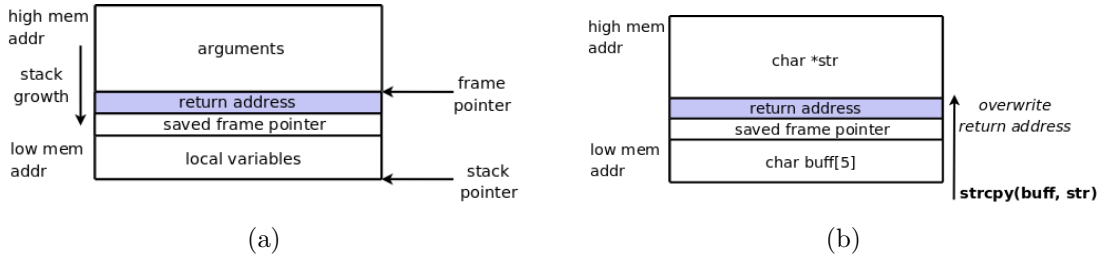 high mem
addr
arguments
stack
growth
frame
pointer
return address
saved frame pointer
low mem
addr
local variables
stack
pointer
(a)
high mem
addr
char *str
return address
overwrite
return address
saved frame pointer
low mem
addr
char buff[5]
strcpy(buff, str)
(b)